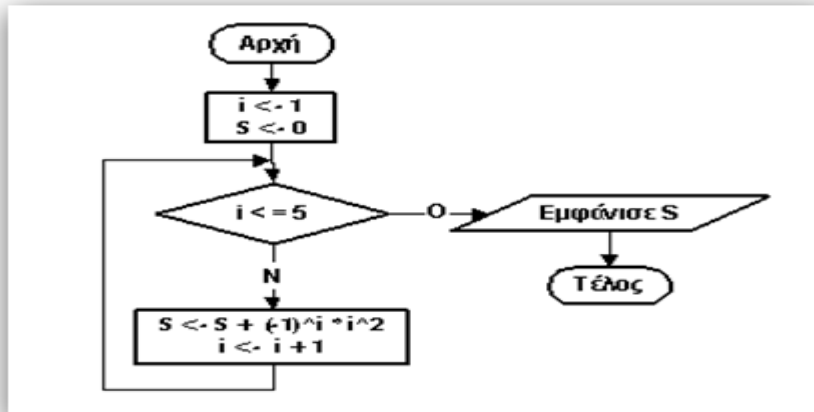 Αρχή
i <- 1
S <- 0
i <= 5
Ο
Εμφάνισε S
Ν
Τέλος
S <- S + (-1)^i * i^2
i <- i + 1